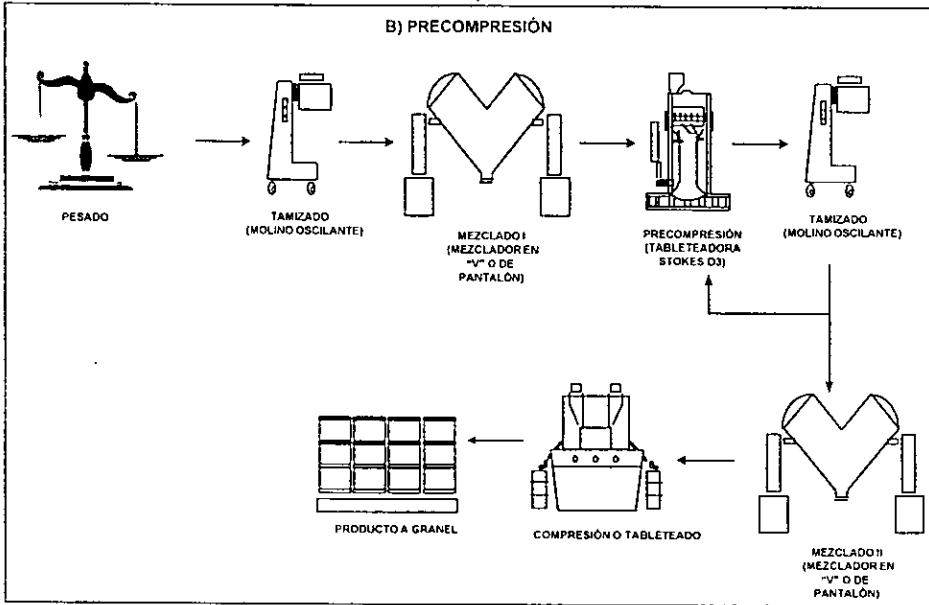 B) PRECOMPRESIÓN
PESADO
TAMIZADO
(MOLINO OSCILANTE)
MEZCLADO I
(MEZCLADOR EN
"V" O DE
PANTALÓN)
PRECOMPRESIÓN
(TABLETEADORA
STOKES D3)
TAMIZADO
(MOLINO OSCILANTE)
PRODUCTO A GRANEL
COMPRESIÓN O TABLETEADO
MEZCLADO II
(MEZCLADOR EN
"V" O DE
PANTALÓN)